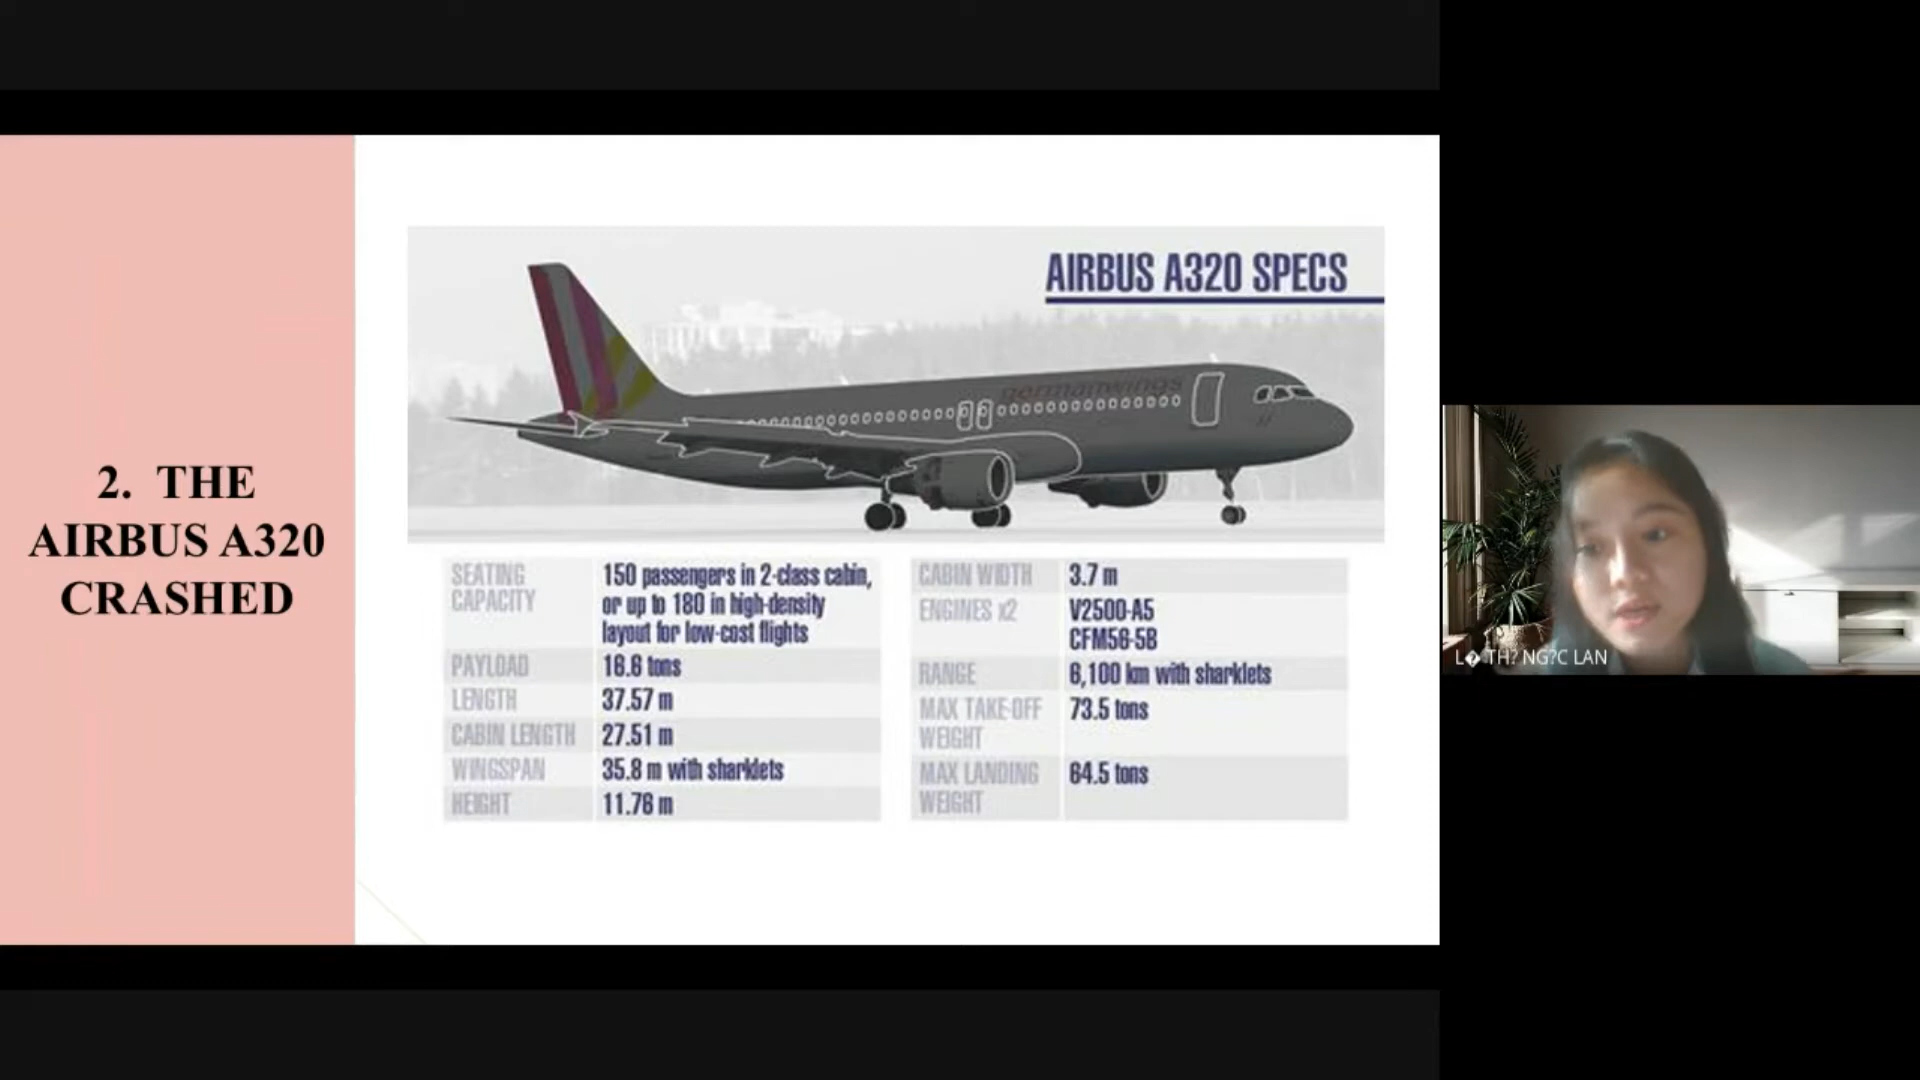 2. THE
AIRBUS A320
CRASHED
AIRBUS A320 SPECS
germanwings
SEATING
CAPACITY
150 passengers in 2-class cabin,
or up to 180 in high-density
layout for low-cost flights
PAYLOAD
16.6 tons
LENGTH
37.57 m
CABIN LENGTH
27.51 m
WINGSPAN
35.8 m with sharklets
HEIGHT
11.76 m
CABIN WIDTH
3.7 m
ENGINES x2
V2500-A5
CFM56-5B
RANGE
6,100 km with sharklets
MAX TAKE-OFF
WEIGHT
73.5 tons
MAX LANDING
WEIGHT
64.5 tons
L� TH? NG?C LAN